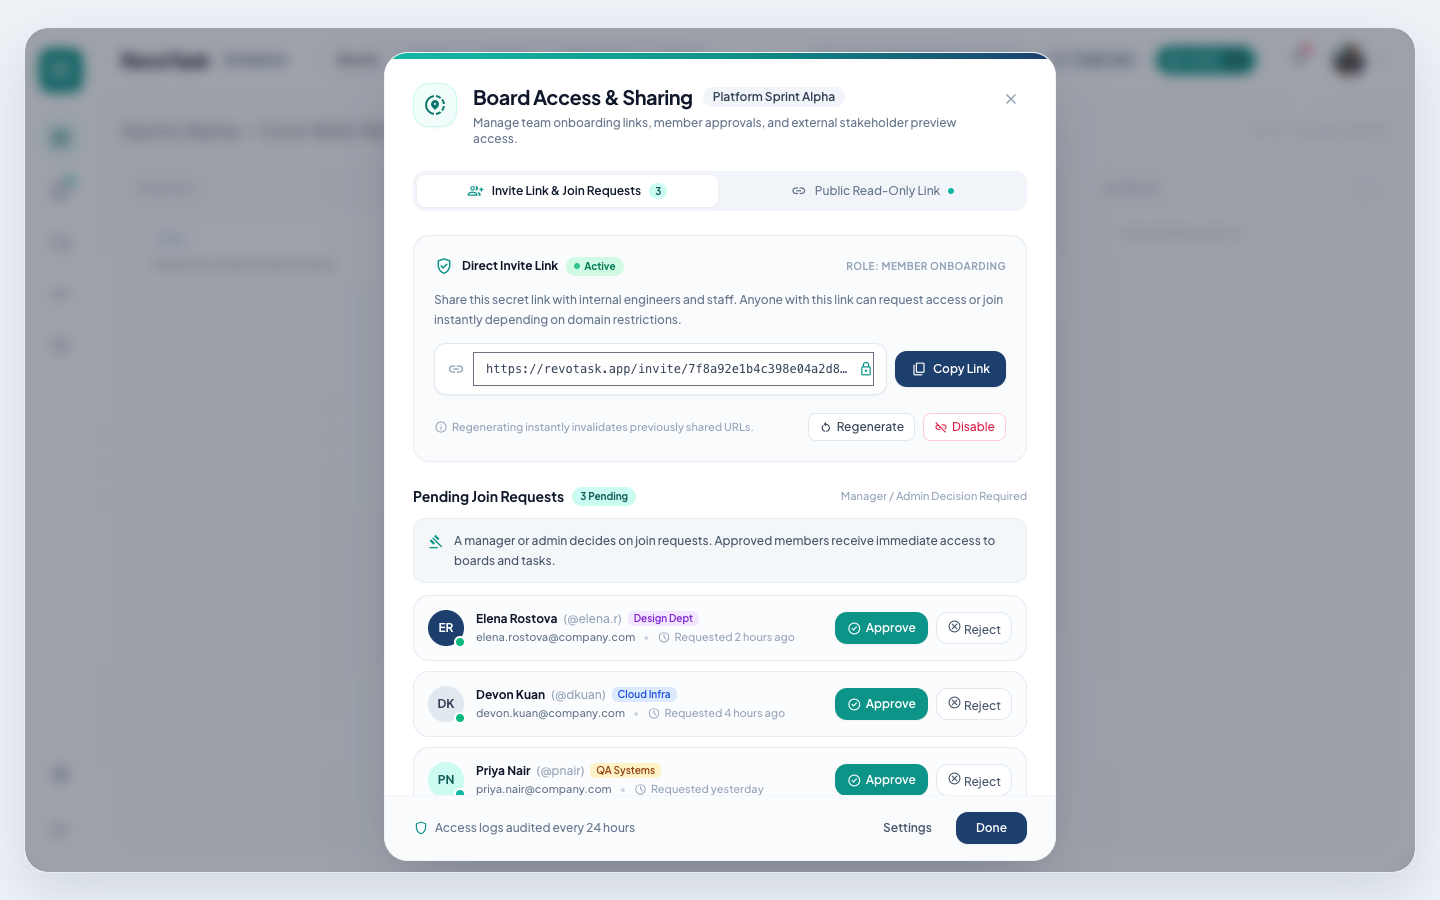 Board Access & Sharing Platform Sprint Alpha
Manage team onboarding links, member approvals, and external stakeholder preview
access.
Invite Link & Join Requests 3 Public Read-Only Link
Direct Invite Link Active ROLE: MEMBER ONBOARDING
Share this secret link with internal engineers and staff. Anyone with this link can request access or join
instantly depending on domain restrictions.
https://revotask.app/invite/7f8a92e1b4c398e04a2d8… Copy Link
Regenerating instantly invalidates previously shared URLs. Regenerate Disable
Pending Join Requests 3 Pending Manager / Admin Decision Required
A manager or admin decides on join requests. Approved members receive immediate access to
boards and tasks.
ER Elena Rostova (@elena.r) Design Dept Approve Reject
elena.rostova@company.com • Requested 2 hours ago
DK Devon Kuan (@dkuan) Cloud Infra Approve Reject
devon.kuan@company.com • Requested 4 hours ago
PN Priya Nair (@pnair) QA Systems Approve Reject
priya.nair@company.com • Requested yesterday
Access logs audited every 24 hours Settings Done